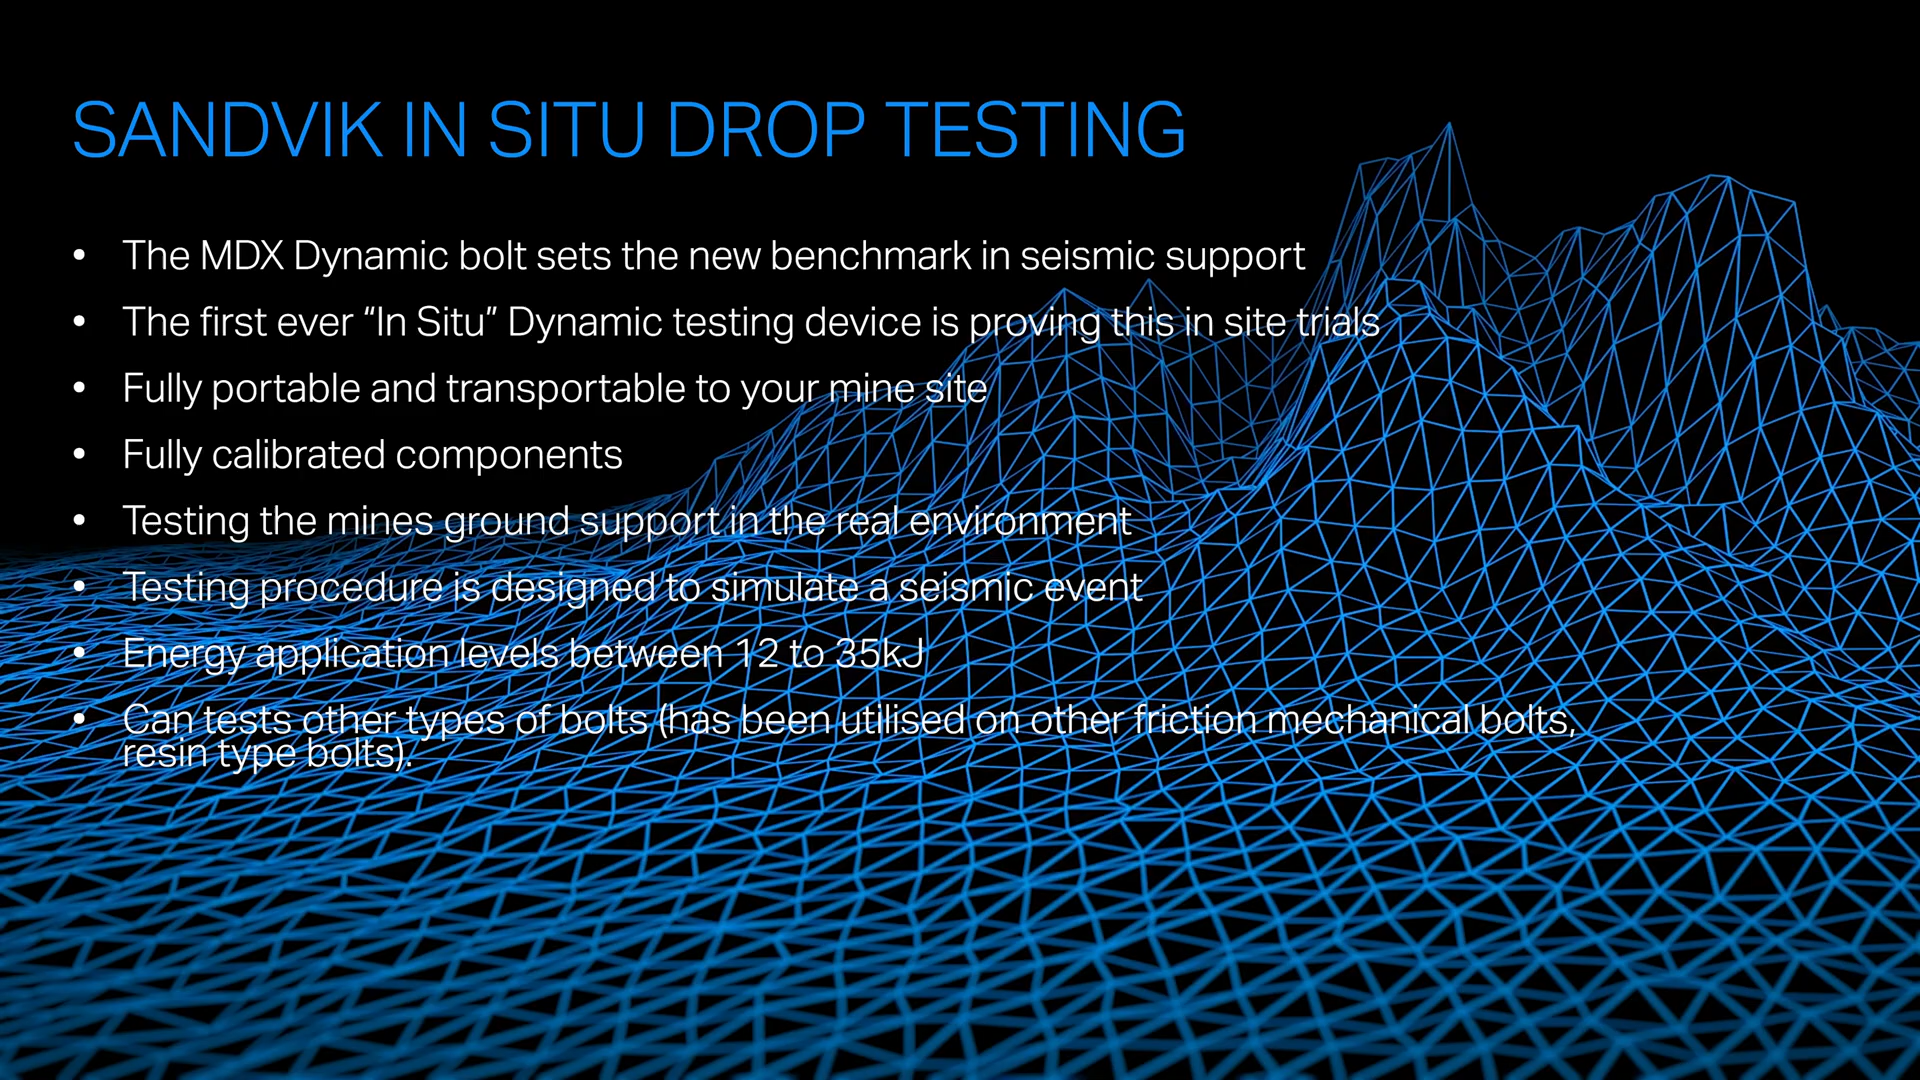 SANDVIK IN SITU DROP TESTING
• The MDX Dynamic bolt sets the new benchmark in seismic support
• The first ever “In Situ” Dynamic testing device is proving this in site trials
• Fully portable and transportable to your mine site
• Fully calibrated components
• Testing the mines ground support in the real environment
• Testing procedure is designed to simulate a seismic event
• Energy application levels between 12 to 35kJ
• Can tests other types of bolts (has been utilised on other friction mechanical bolts,
resin type bolts).